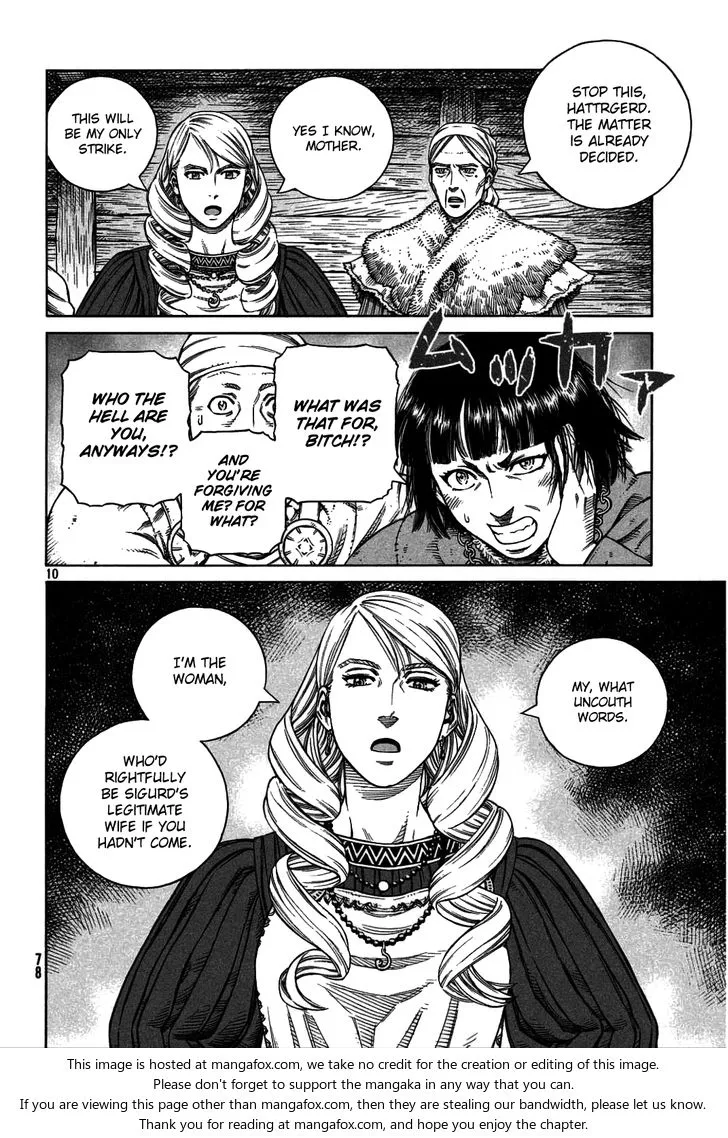 STOP THIS,
HATTRGERD.
THE MATTER
IS ALREADY
DECIDED.
YES I KNOW,
MOTHER.
THIS WILL
BE MY ONLY
STRIKE.
ムッカァ
WHAT WAS
THAT FOR,
BITCH!?
AND
YOU'RE
FORGIVING
ME? FOR
WHAT?
WHO THE
HELL ARE
YOU,
ANYWAYS!?
10
MY, WHAT
UNCOUTH
WORDS.
I'M THE
WOMAN,
WHO'D
RIGHTFULLY
BE SIGURD'S
LEGITIMATE
WIFE IF YOU
HADN'T COME.
78
This image is hosted at mangafox.com, we take no credit for the creation or editing of this image.
Please don't forget to support the mangaka in any way that you can.
If you are viewing this page other than mangafox.com, then they are stealing our bandwidth, please let us know.
Thank you for reading at mangafox.com, and hope you enjoy the chapter.